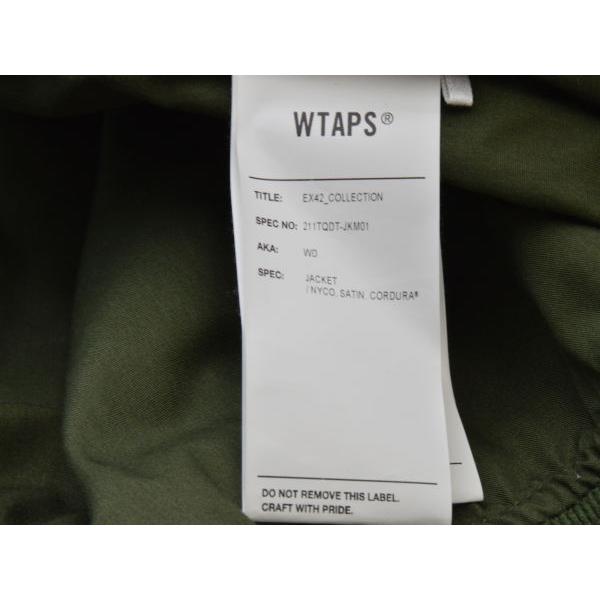 WTAPS®
TITLE: EX42_COLLECTION
SPEC NO: 211TQDT-JKM01
AKA: WD
SPEC: JACKET
/ NYCO. SATIN. CORDURA®
DO NOT REMOVE THIS LABEL.
CRAFT WITH PRIDE.